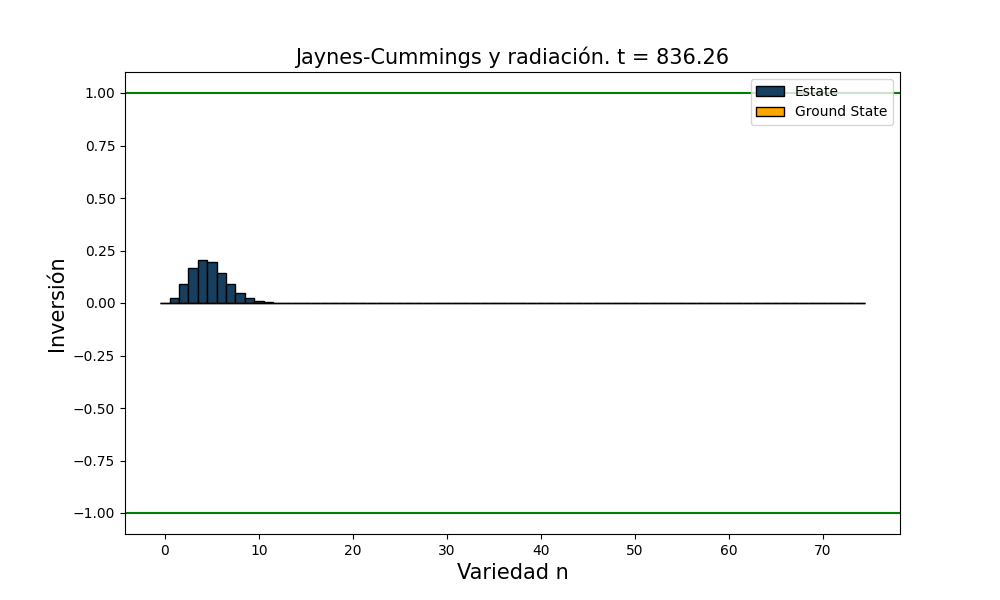 Jaynes-Cummings y radiación. t = 836.26
Estate
Ground State
1.00
0.75
0.50
0.25
0.00
−0.25
−0.50
−0.75
−1.00
Inversión
0 10 20 30 40 50 60 70
Variedad n